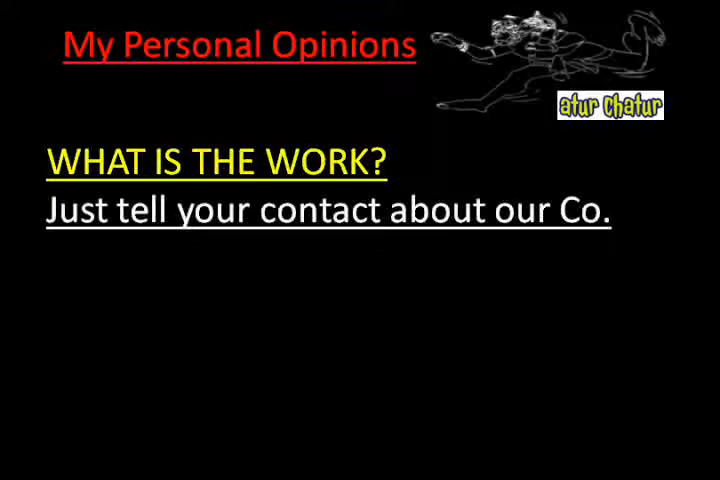 My Personal Opinions
atur chatur
WHAT IS THE WORK?
Just tell your contact about our Co.